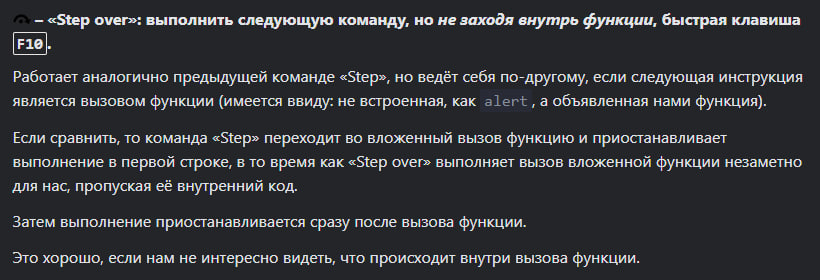 – «Step over»: выполнить следующую команду, но не заходя внутрь функции, быстрая клавиша
F10.
Работает аналогично предыдущей команде «Step», но ведёт себя по-другому, если следующая инструкция
является вызовом функции (имеется ввиду: не встроенная, как alert, а объявленная нами функция).
Если сравнить, то команда «Step» переходит во вложенный вызов функцию и приостанавливает
выполнение в первой строке, в то время как «Step over» выполняет вызов вложенной функции незаметно
для нас, пропуская её внутренний код.
Затем выполнение приостанавливается сразу после вызова функции.
Это хорошо, если нам не интересно видеть, что происходит внутри вызова функции.